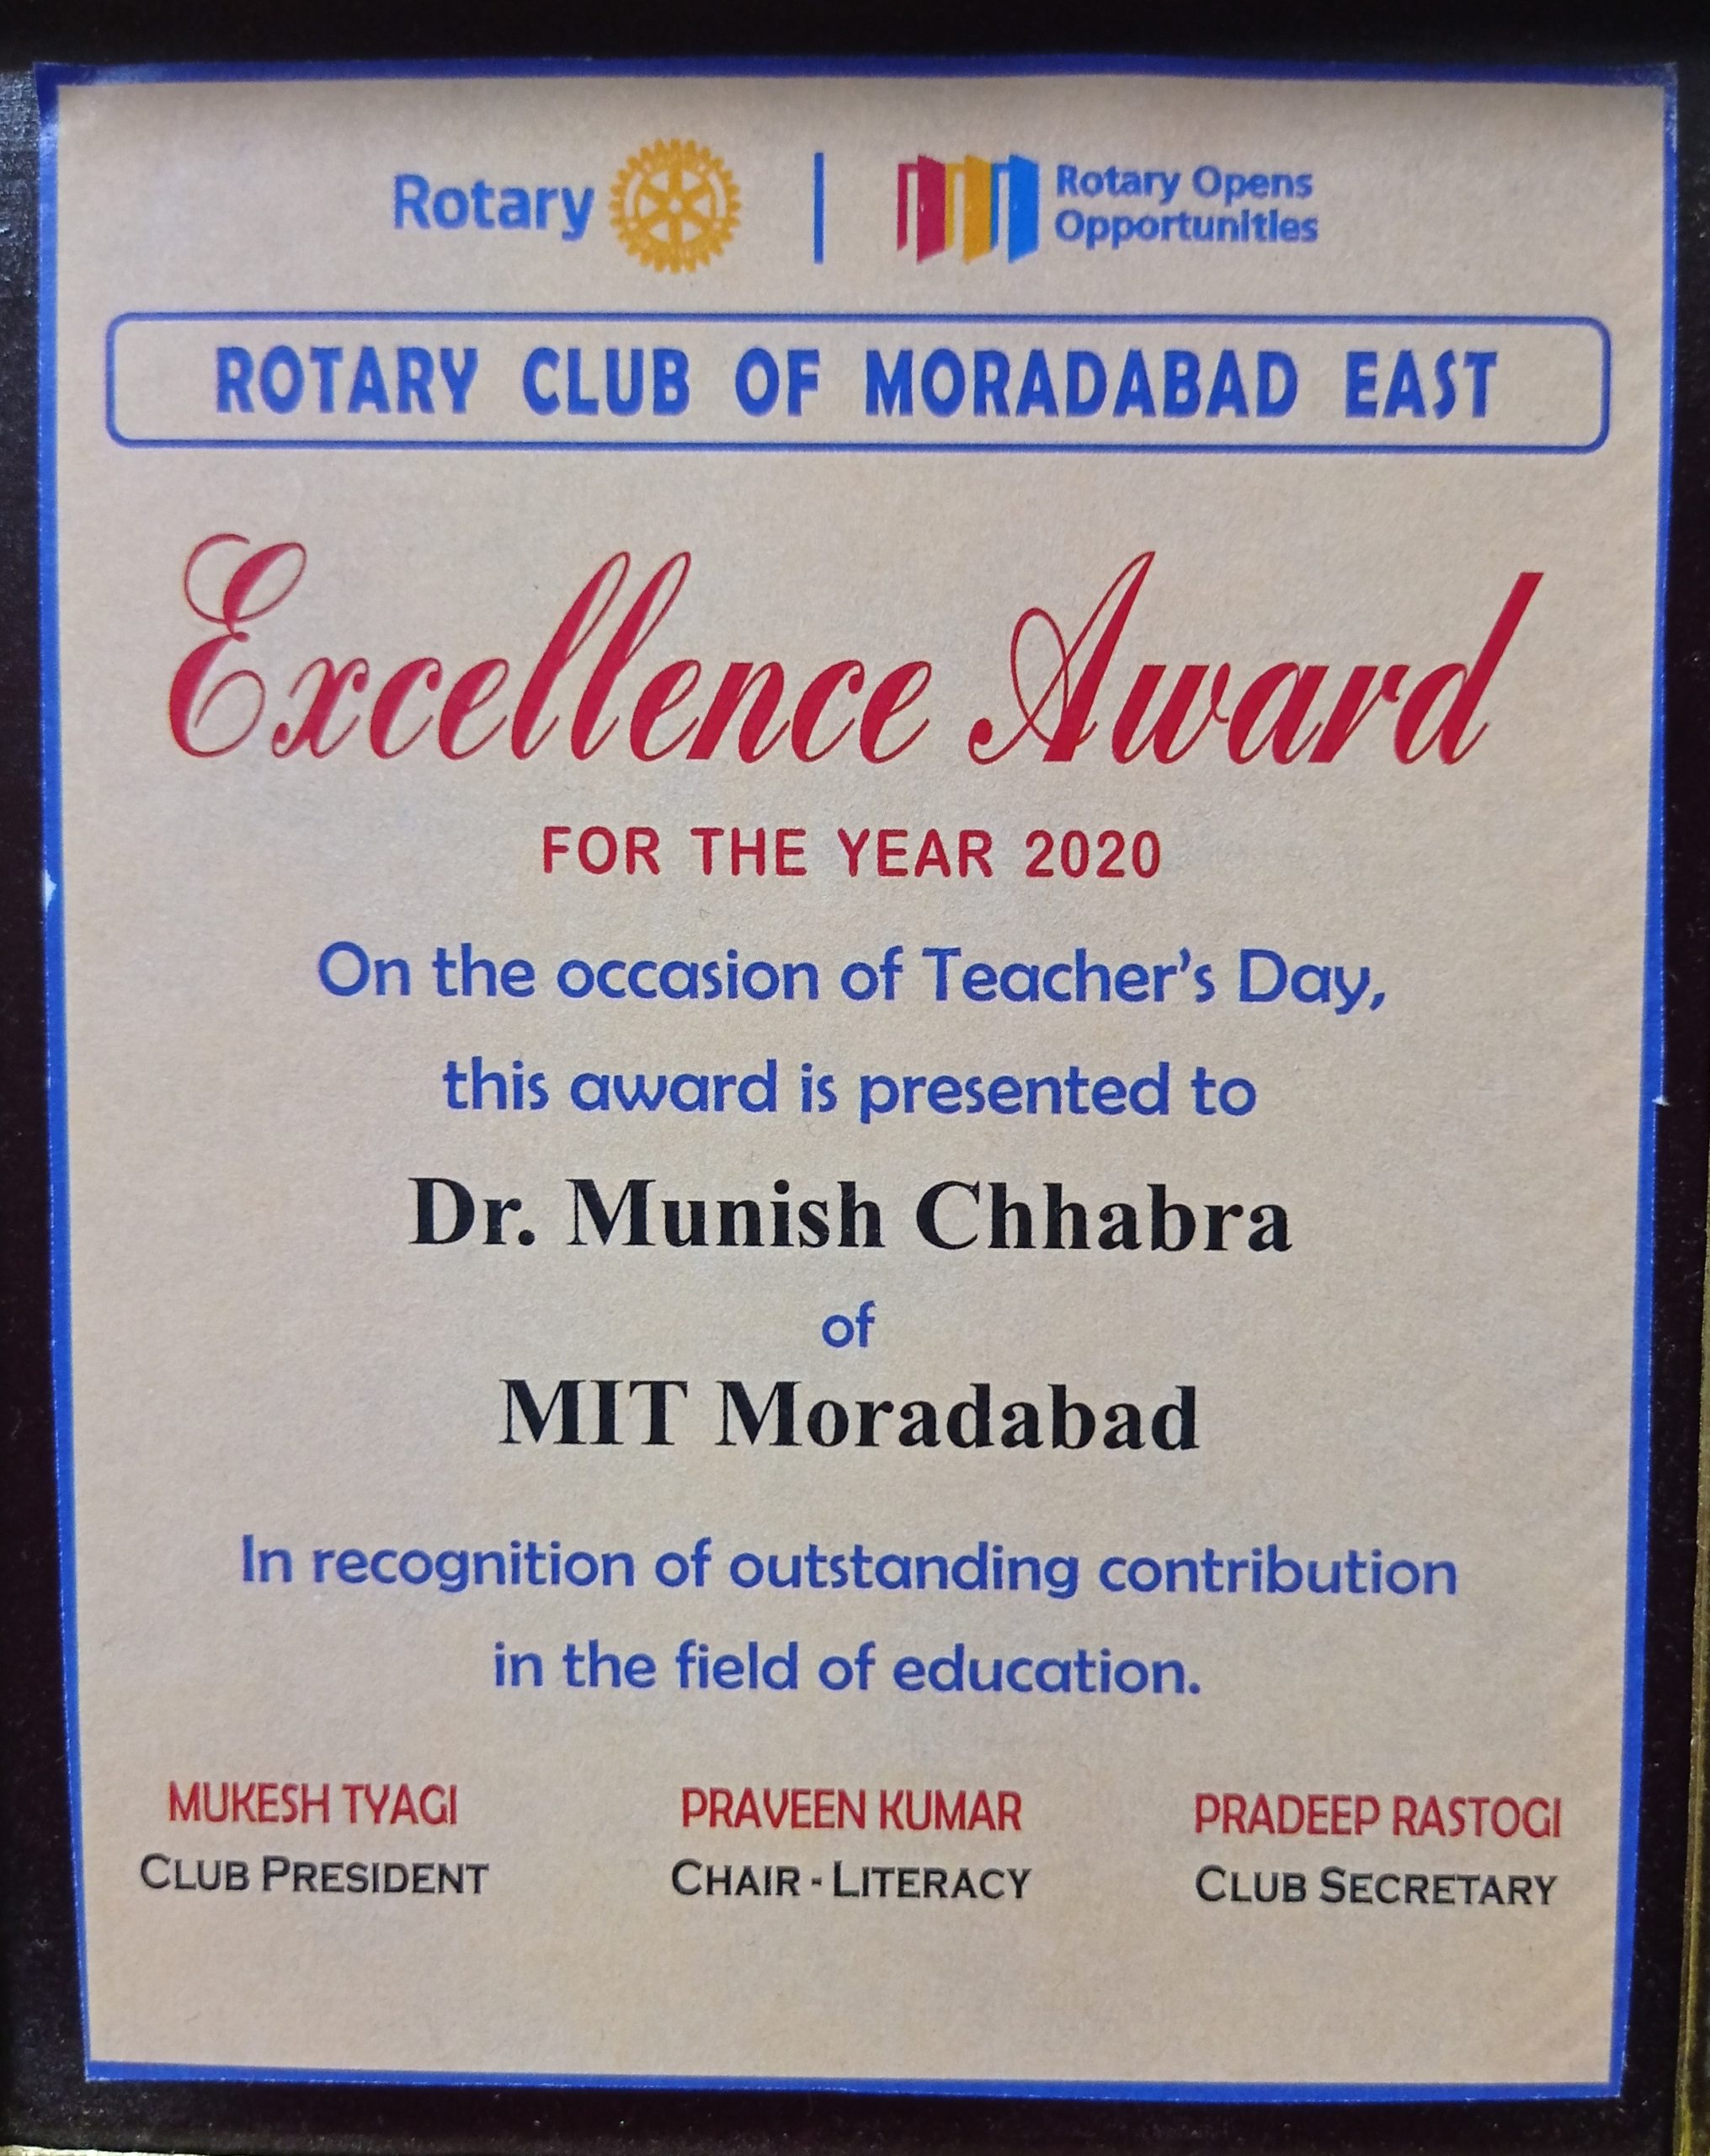 Rotary
Rotary Opens
Opportunities
ROTARY CLUB OF MORADABAD EAST
Excellence Award
FOR THE YEAR 2020
On the occasion of Teacher's Day,
this award is presented to
Dr. Munish Chhabra
of
MIT Moradabad
In recognition of outstanding contribution
in the field of education.
MUKESH TYAGI PRAVEEN KUMAR PRADEEP RASTOGI
CLUB PRESIDENT CHAIR - LITERACY CLUB SECRETARY